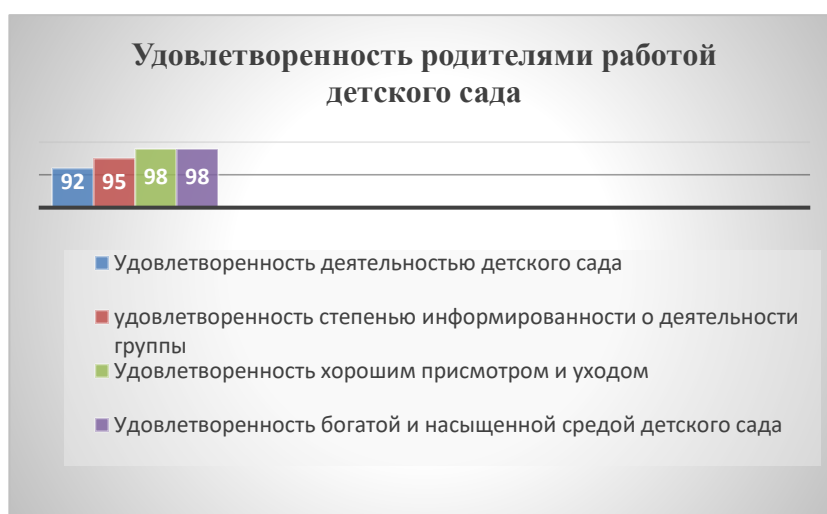 Удовлетворенность родителями работой
детского сада
92 95 98 98
Удовлетворенность деятельностью детского сада
удовлетворенность степенью информированности о деятельности
группы
Удовлетворенность хорошим присмотром и уходом
Удовлетворенность богатой и насыщенной средой детского сада